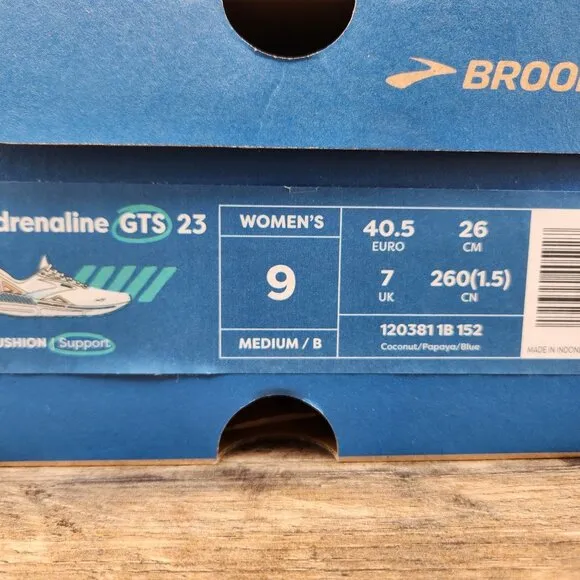 BROO
drenaline GTS 23
USHION Support
WOMEN'S
9
MEDIUM / B
40.5 EURO
26 CM
7 UK
260(1.5) CN
120381 1B 152
Coconut/Papaya/Blue
MADE IN INDONE